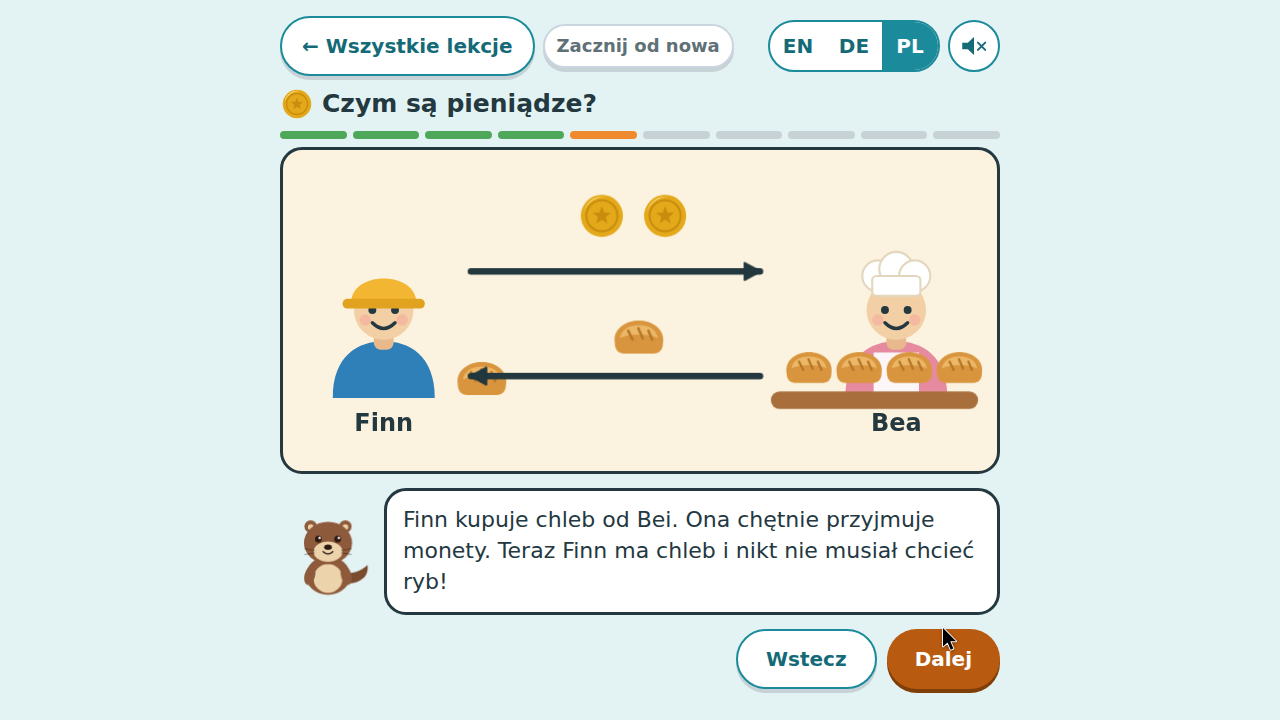 ← Wszystkie lekcje
Zacznij od nowa
EN DE PL
Czym są pieniądze?
Finn
Bea
Finn kupuje chleb od Bei. Ona chętnie przyjmuje
monety. Teraz Finn ma chleb i nikt nie musiał chcieć
ryb!
Wstecz
Dalej